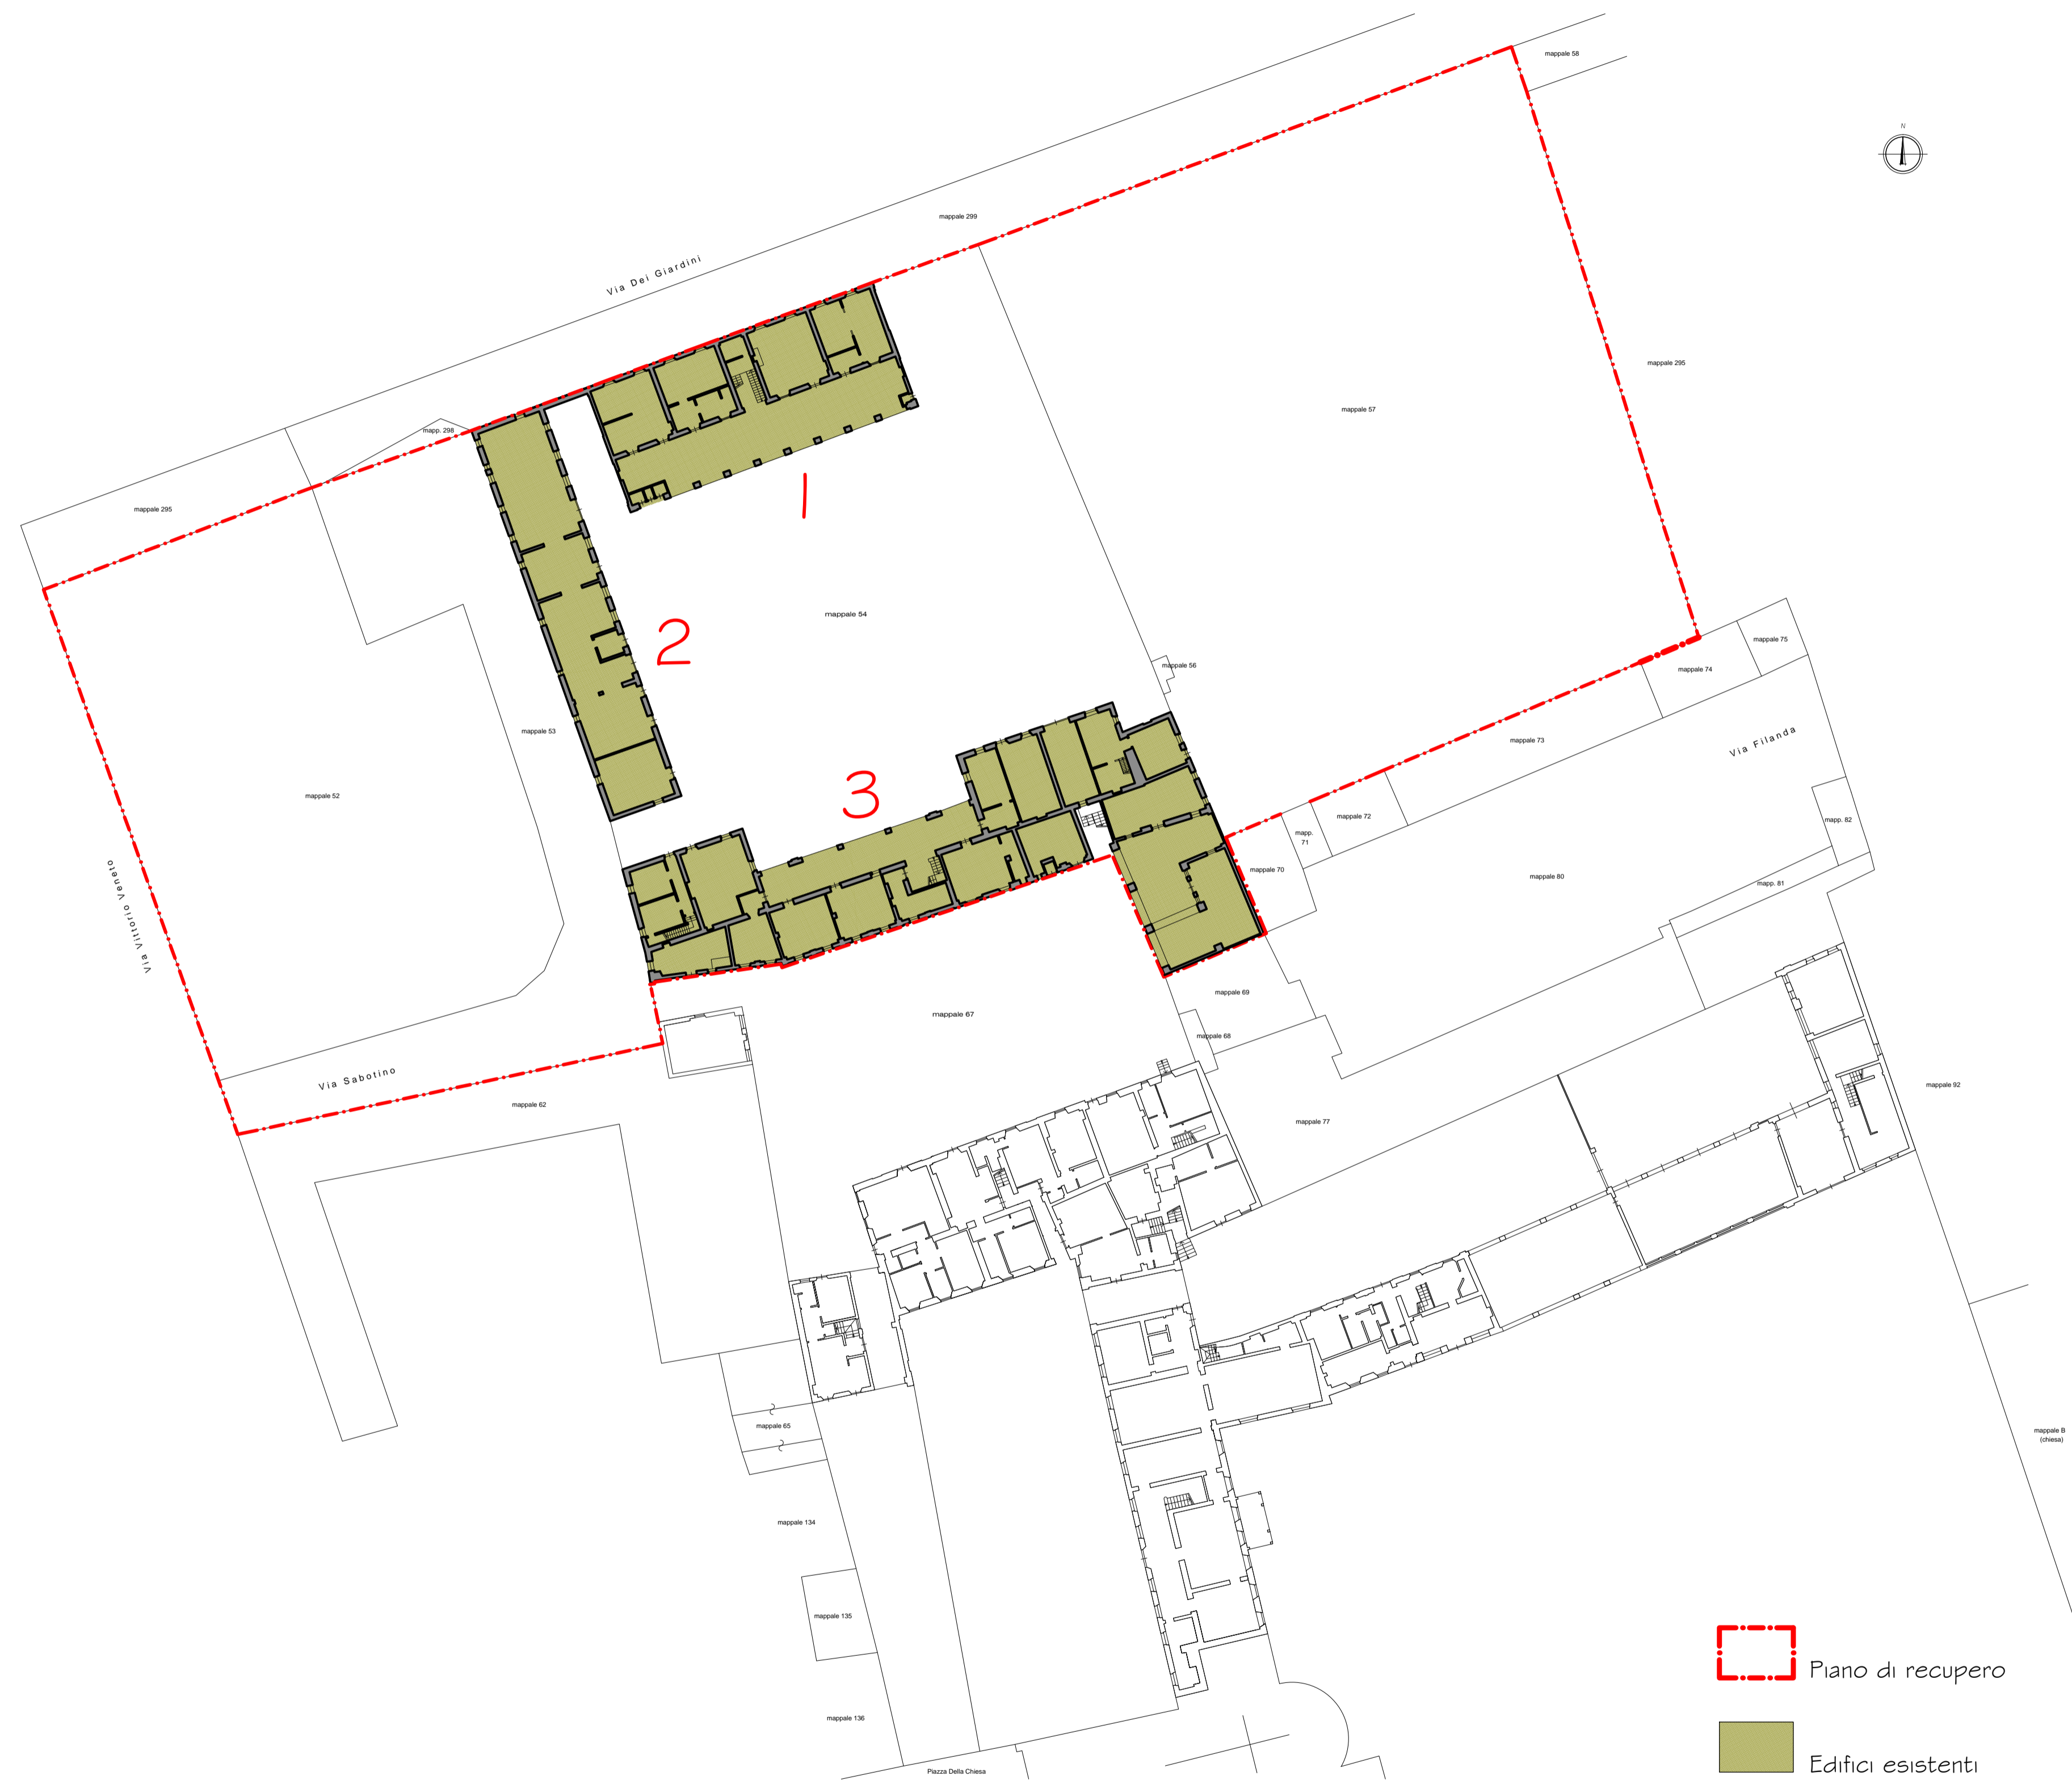 mappale 58
N
mappale 299
Via Dei Giardini
mappale 295
mappale 57
mapp. 298
mappale 295
1
mappale 54
2
mappale 56
mappale 75
mappale 74
mappale 53
mappale 73
Via Filanda
3
mappale 52
mappale 72
mapp. 82
mapp.
71
mappale 70
mappale 80
mapp. 81
Via Vittorio Veneto
mappale 69
mappale 67
mappale 68
Via Sabotino
mappale 62
mappale 92
mappale 77
mappale 65
mappale B
(chiesa)
mappale 134
mappale 135
Piano di recupero
mappale 136
Edifici esistenti
Piazza Della Chiesa